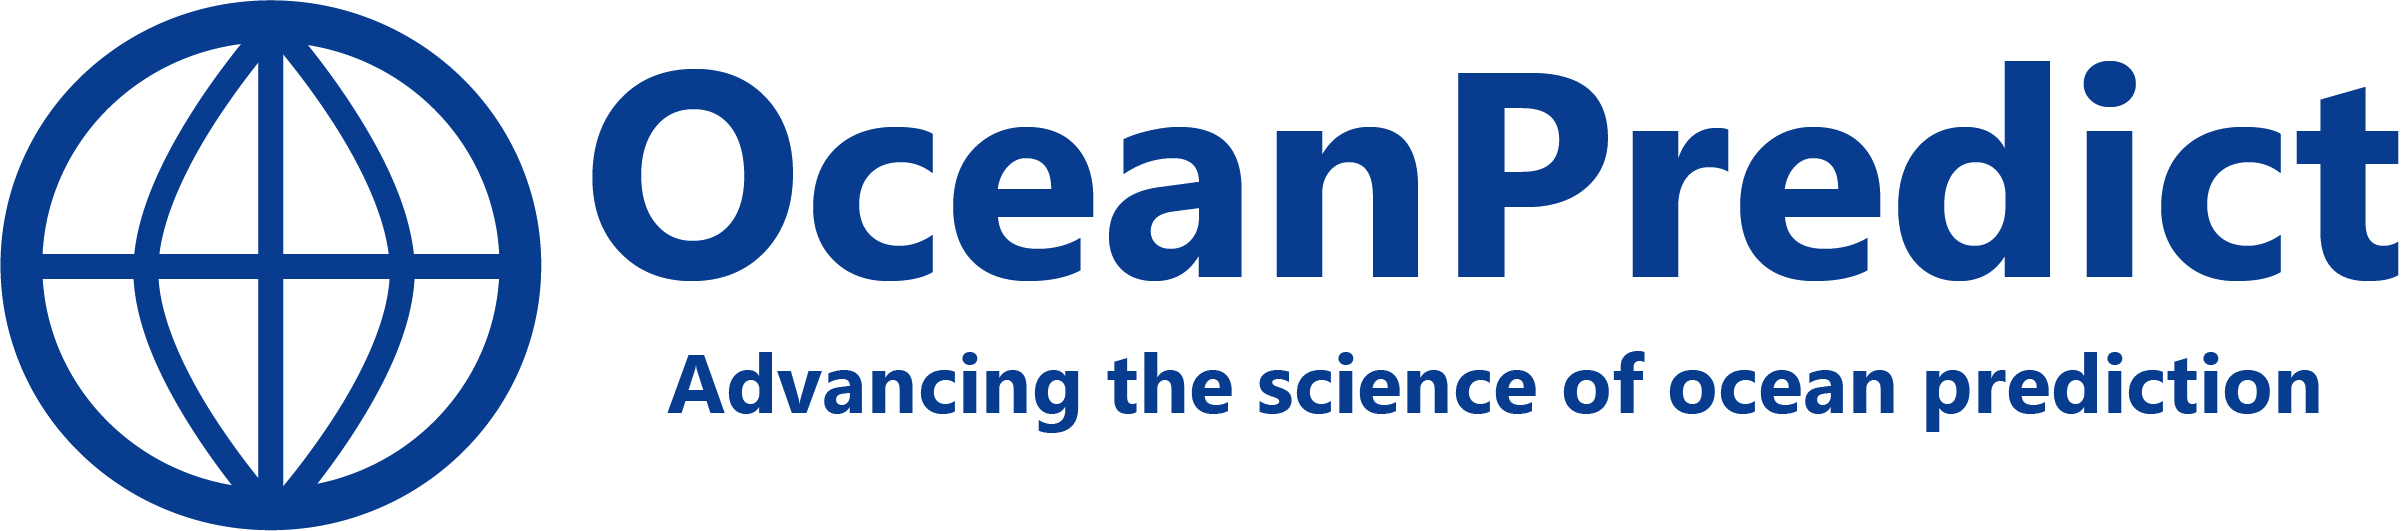 OceanPredict
Advancing the science of ocean prediction